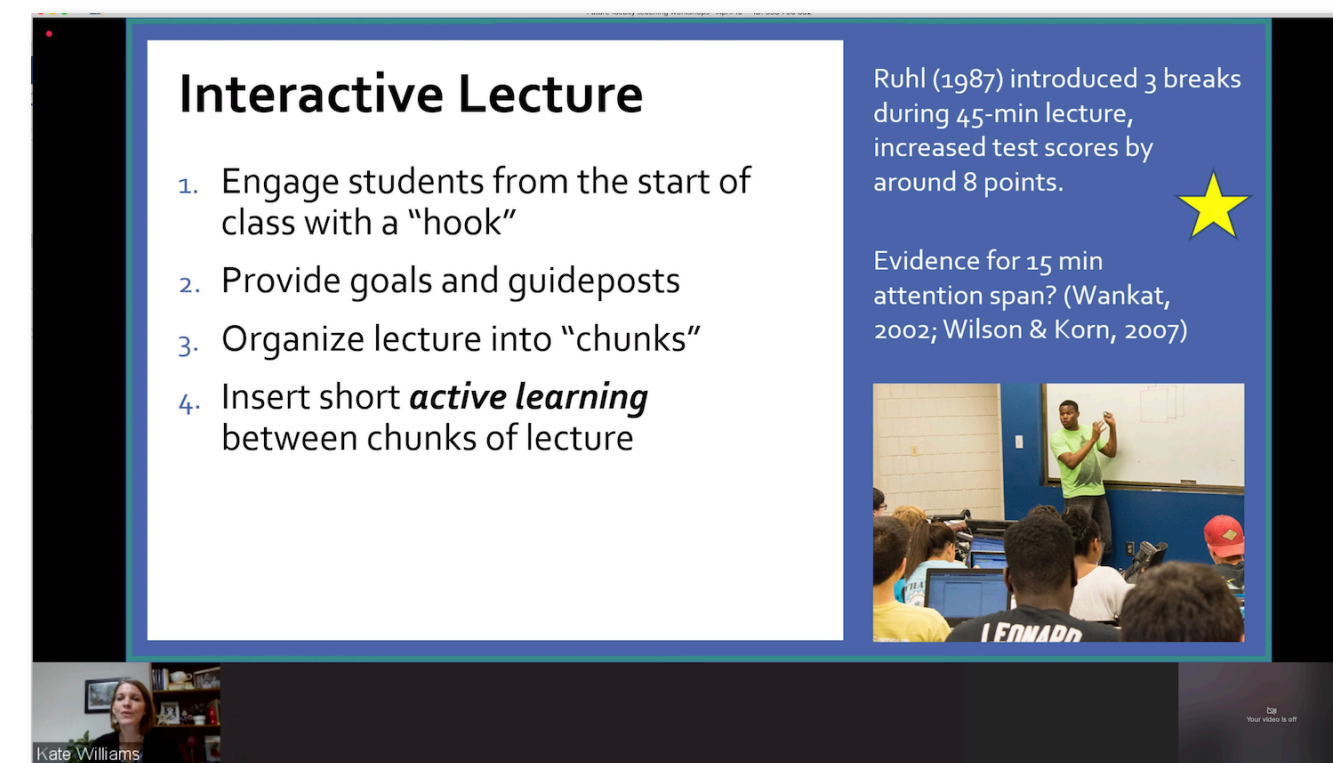 Interactive Lecture
1. Engage students from the start of
class with a “hook”
2. Provide goals and guideposts
3. Organize lecture into “chunks”
4. Insert short active learning
between chunks of lecture
Ruhl (1987) introduced 3 breaks
during 45-min lecture,
increased test scores by
around 8 points.
Evidence for 15 min
attention span? (Wankat,
2002; Wilson & Korn, 2007)
LEONARD
Kate Williams
Your video is off